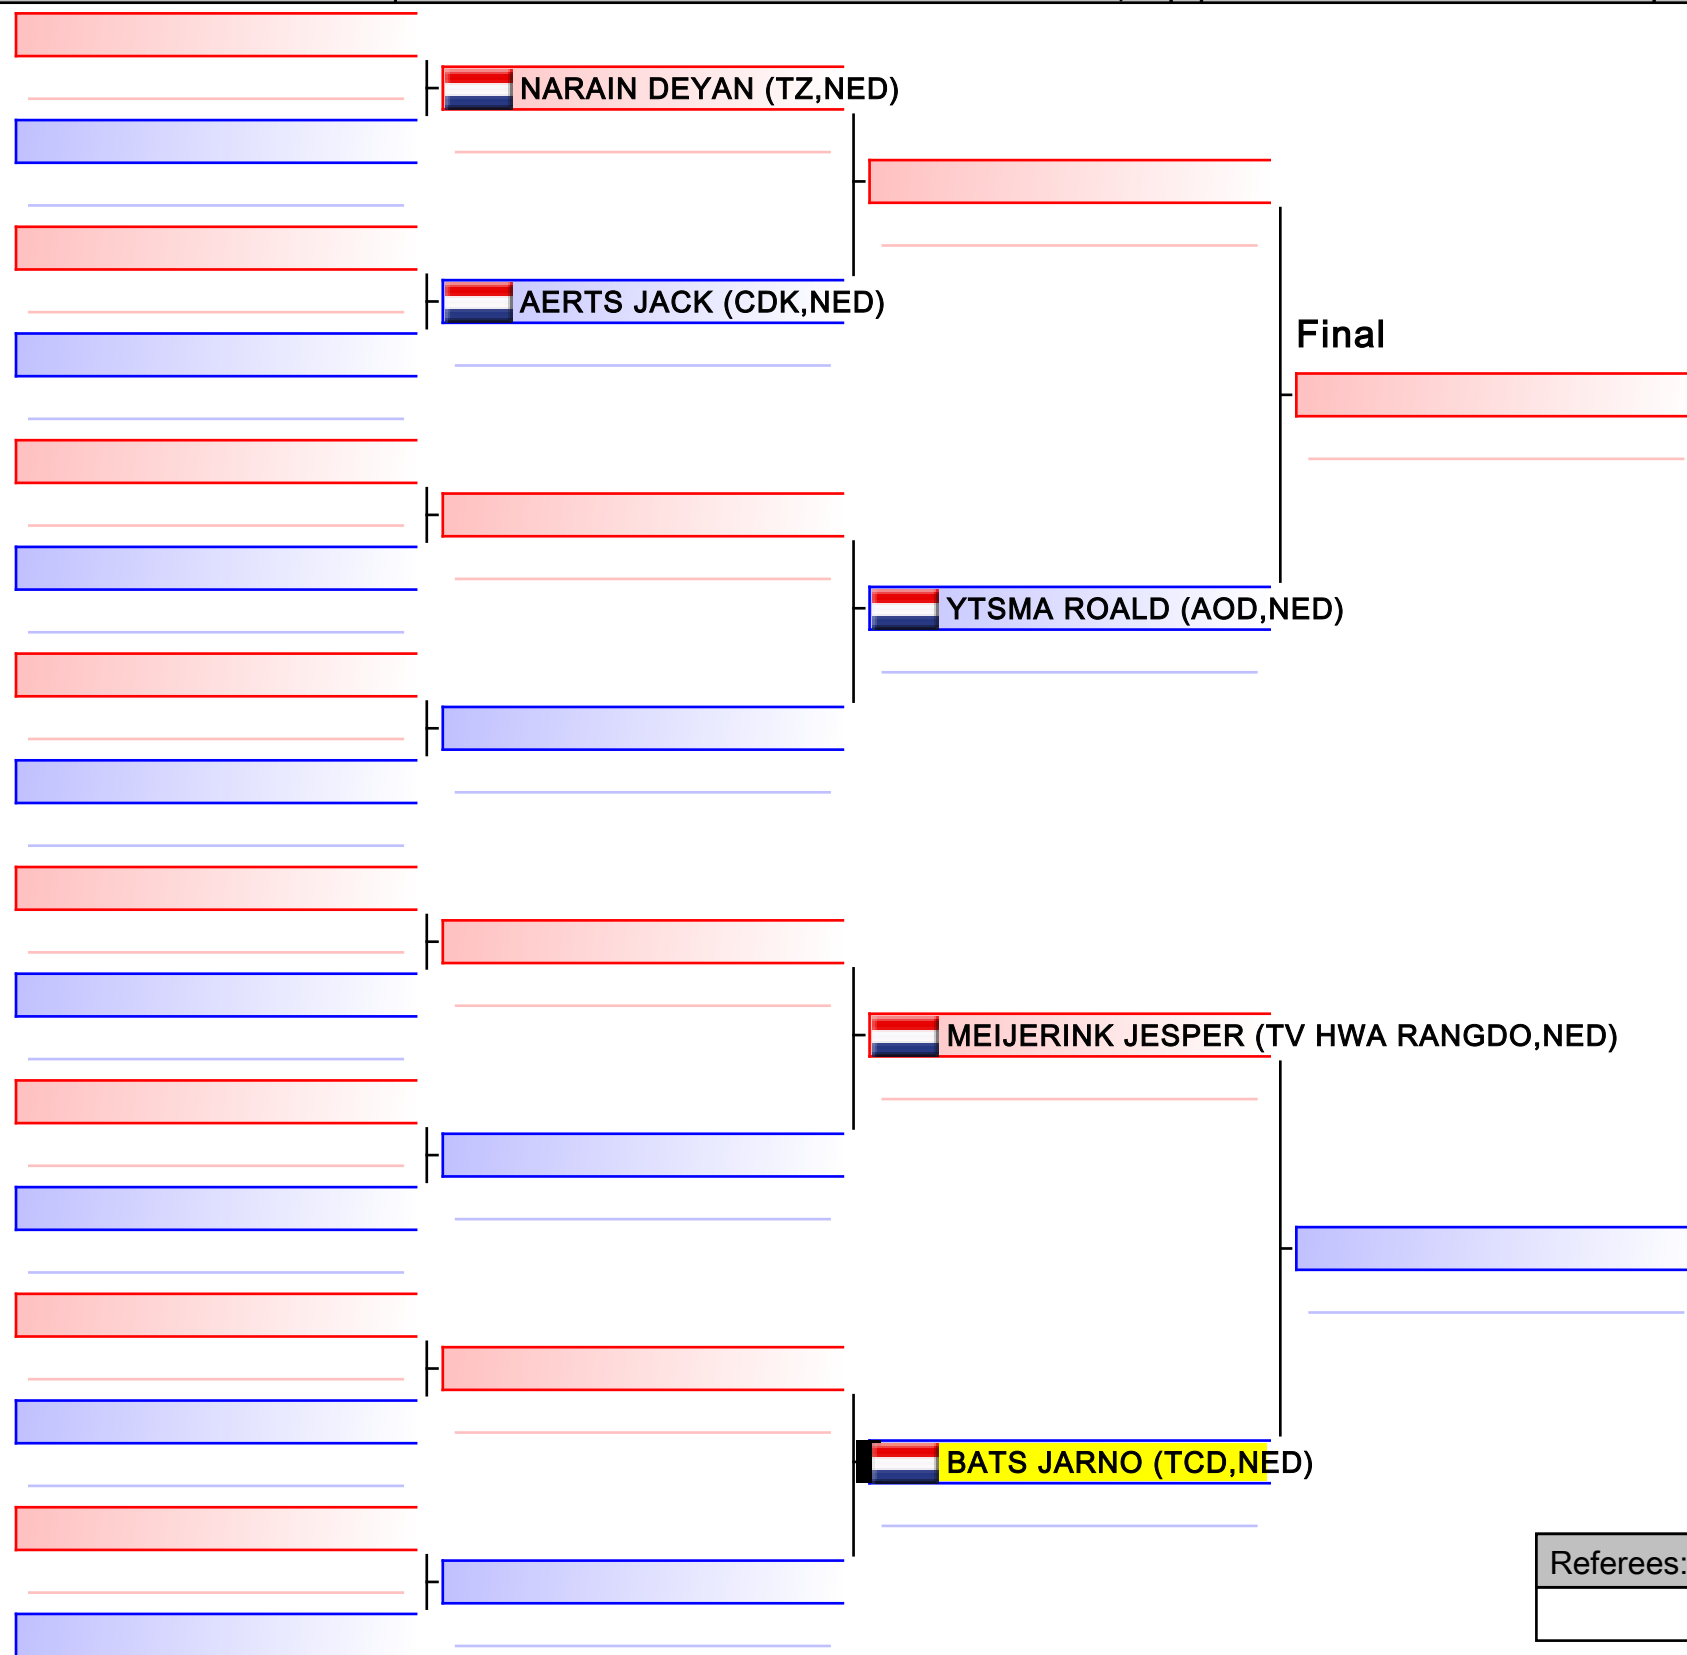 NARAIN DEYAN (TZ,NED)
AERTS JACK (CDK,NED)
Final
YTSMA ROALD (AOD,NED)
MEIJERINK JESPER (TV HWA RANGDO,NED)
BATS JARNO (TCD,NED)
Referees: